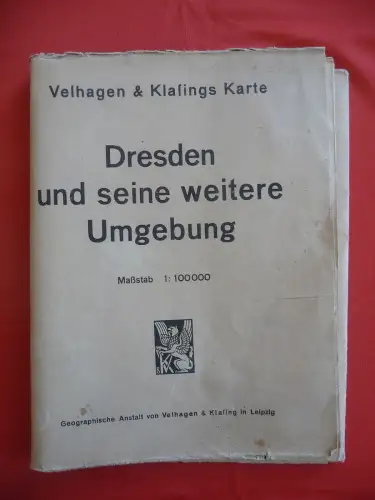 Velhagen & Klaſings Karte
Dresden
und seine weitere
Umgebung
Maßstab 1:100000
Geographische Anstalt von Velhagen & Klaſing in Leipzig